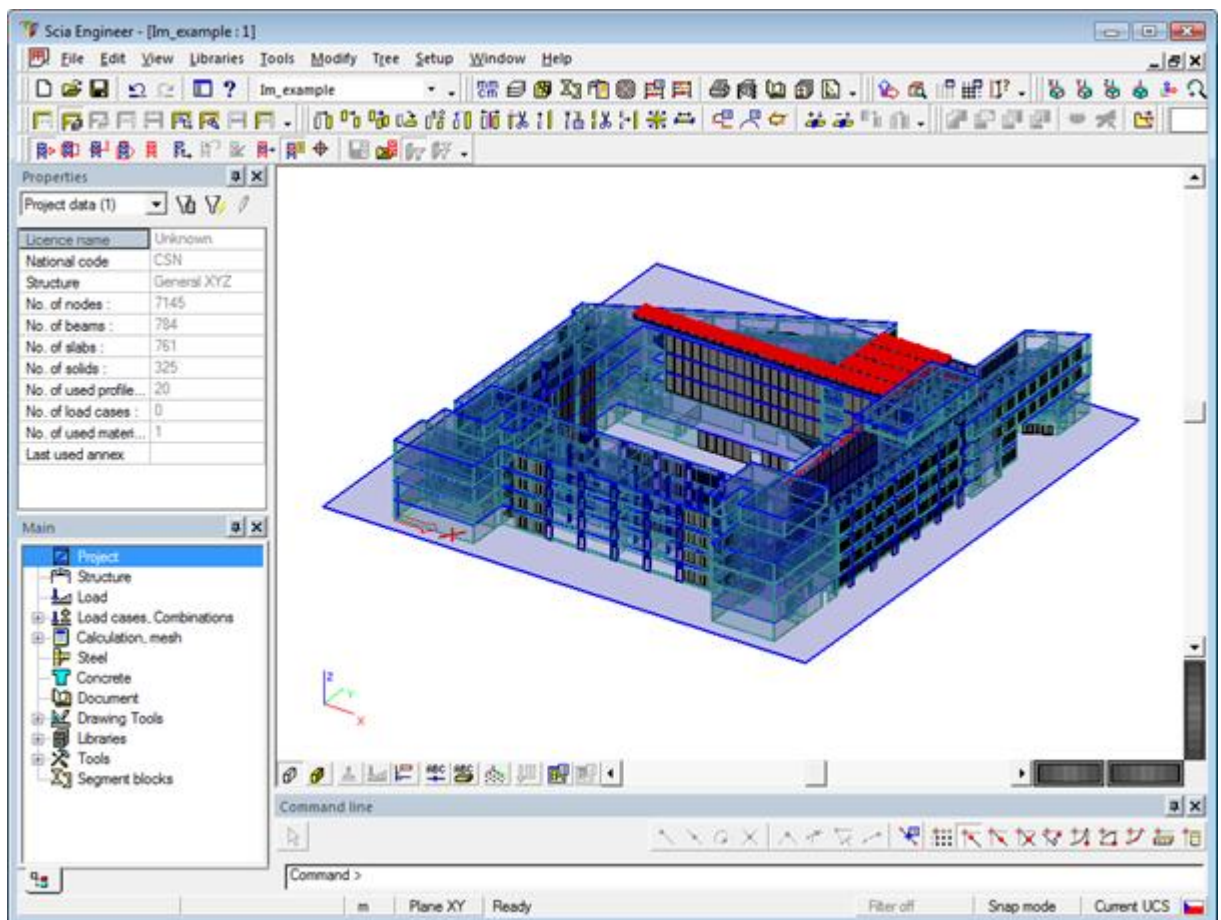 Scia Engineer - [Im_example : 1]
File Edit View Libraries Tools Modify Tree Setup Window Help
Im_example
Properties
Project data (1)
Licence name Unknown
National code CSN
Structure General XYZ
No. of nodes : 7145
No. of beams : 784
No. of slabs : 761
No. of solids : 325
No. of used profile... 20
No. of load cases : 0
No. of used materi... 1
Last used annex
Main
Project
Structure
Load
Load cases, Combinations
Calculation, mesh
Steel
Concrete
Document
Drawing Tools
Libraries
Tools
Segment blocks
z
Y
x
ABC ABC
Command line
Command >
m Plane XY Ready Filter off Snap mode Current UCS